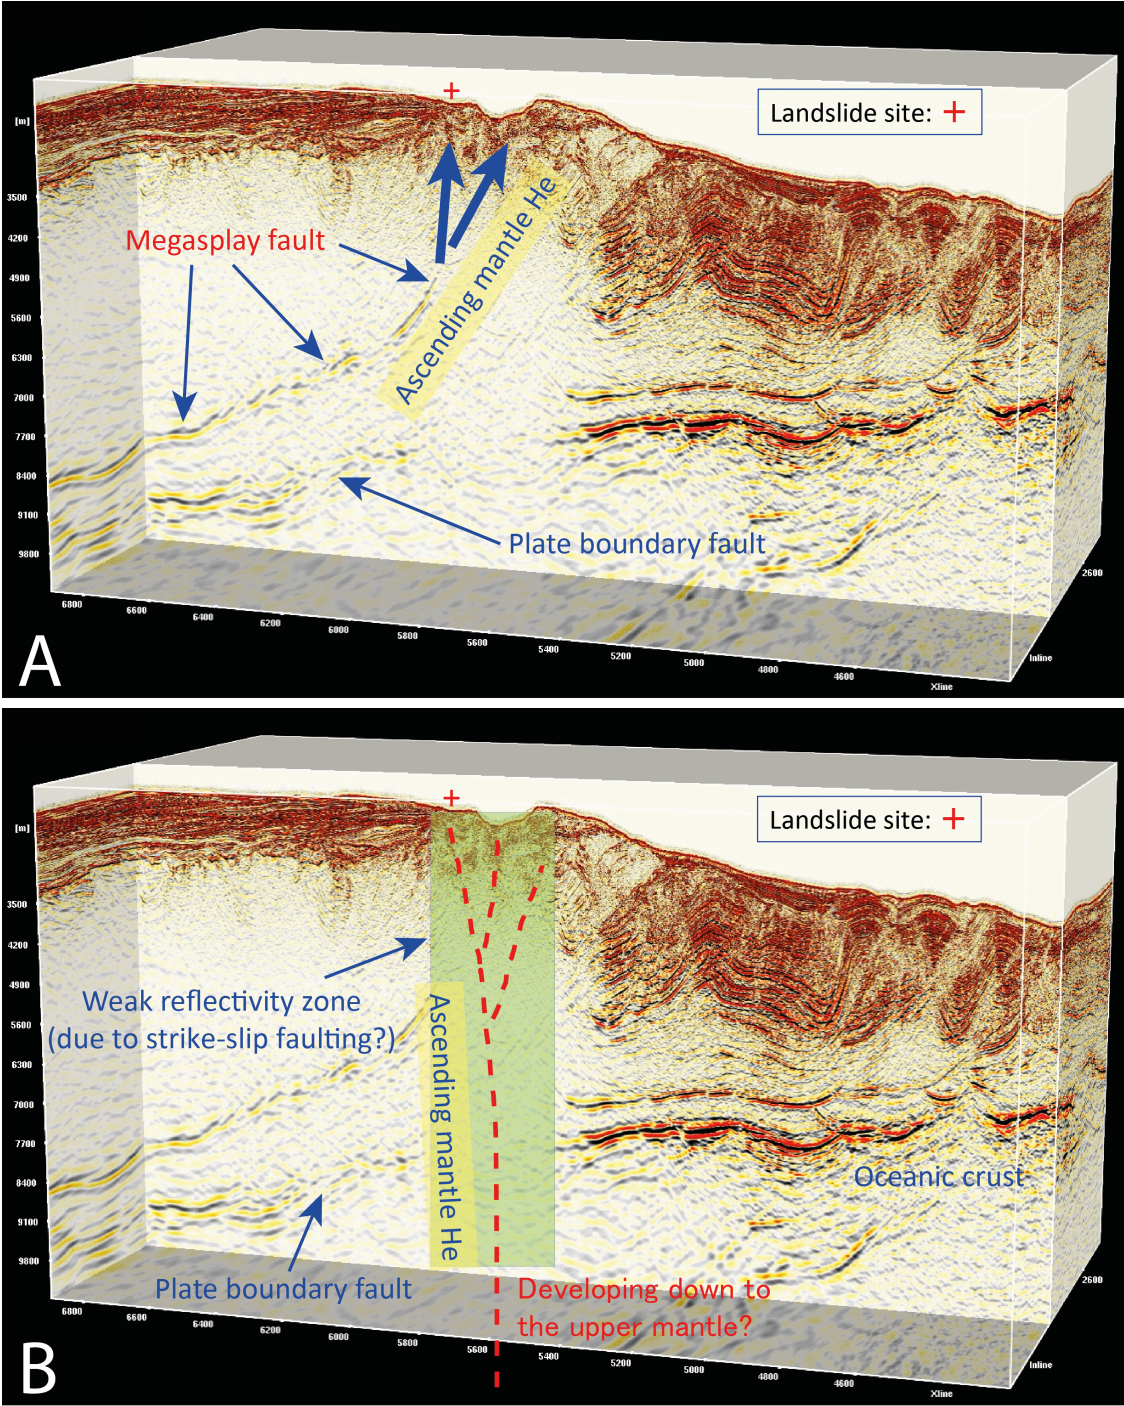 Landslide site: +
[m]
3500
4200
4900
5600
6300
7000
7700
8400
9100
9800
Megasplay fault
Ascending mantle He
Plate boundary fault
6800
6600
6400
6200
6000
5800
5600
5400
5200
5000
4800
4600
Xline
Inline
2600
A
Landslide site: +
[m]
3500
4200
4900
5600
6300
7000
7700
8400
9100
9800
Weak reflectivity zone
(due to strike-slip faulting?)
Ascending mantle He
Oceanic crust
Plate boundary fault
Developing down to
the upper mantle?
6800
6600
6400
6200
6000
5800
5600
5400
5200
5000
4800
4600
Xline
Inline
2600
B